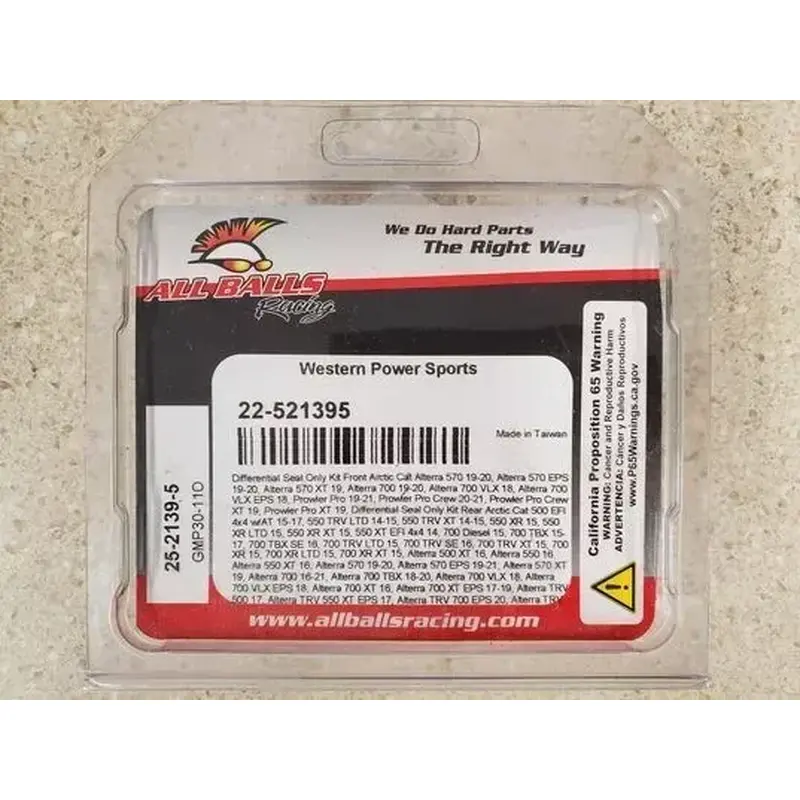 We Do Hard Parts
The Right Way
ALL BALLS
Racing
Western Power Sports
22-521395
Made in Taiwan
Differential Seal Only Kit Front Arctic Cat Alterra 570 19-20, Alterra 570 EPS
19-20, Alterra 570 XT 19, Alterra 700 19-20, Alterra 700 VLX 18, Alterra 700
VLX EPS 18, Prowler Pro 19-21, Prowler Pro Crew 20-21, Prowler Pro Crew
XT 19, Prowler Pro XT 19, Differential Seal Only Kit Rear Arctic Cat 500 EFI
4x4 w/AT 15-17, 550 TRV LTD 14-15, 550 TRV XT 14-15, 550 XR 15, 550
XR LTD 15, 550 XR XT 15, 550 XT EFI 4x4 14, 700 Diesel 15, 700 TBX 15-
17, 700 TBX SE 16, 700 TRV LTD 15, 700 TRV SE 16, 700 TRV XT 15, 700
XR 15, 700 XR LTD 15, 700 XR XT 15, Alterra 500 XT 16, Alterra 550 16,
Alterra 550 XT 16, Alterra 570 19-20, Alterra 570 EPS 19-21, Alterra 570 XT
19, Alterra 700 16-21, Alterra 700 TBX 18-20, Alterra 700 VLX 18, Alterra
700 VLX EPS 18, Alterra 700 XT 16, Alterra 700 XT EPS 17-19, Alterra TRV
500 17, Alterra TRV 550 XT EPS 17, Alterra TRV 700 EPS 20, Alterra TRV
www.allballsracing.com
25-2139-5
GMP30-11O
California Proposition 65 Warning
WARNING: Cancer and Reproductive Harm
ADVERTENCIA: Cáncer y Daños Reproductivos
www.P65Warnings.ca.gov